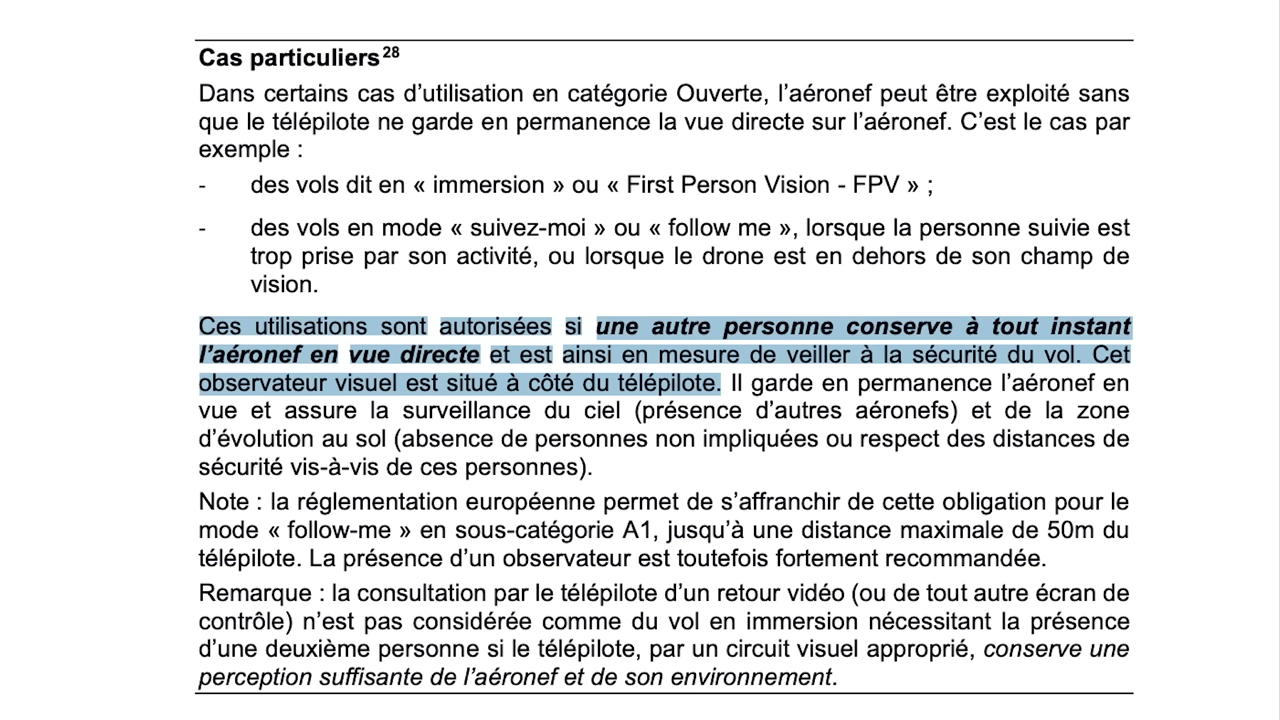 Cas particuliers28
Dans certains cas d’utilisation en catégorie Ouverte, l’aéronef peut être exploité sans
que le télépilote ne garde en permanence la vue directe sur l’aéronef. C’est le cas par
exemple :
- des vols dit en « immersion » ou « First Person Vision - FPV » ;
- des vols en mode « suivez-moi » ou « follow me », lorsque la personne suivie est
trop prise par son activité, ou lorsque le drone est en dehors de son champ de
vision.
Ces utilisations sont autorisées si une autre personne conserve à tout instant
l’aéronef en vue directe et est ainsi en mesure de veiller à la sécurité du vol. Cet
observateur visuel est situé à côté du télépilote. Il garde en permanence l’aéronef en
vue et assure la surveillance du ciel (présence d’autres aéronefs) et de la zone
d’évolution au sol (absence de personnes non impliquées ou respect des distances de
sécurité vis-à-vis de ces personnes).
Note : la réglementation européenne permet de s’affranchir de cette obligation pour le
mode « follow-me » en sous-catégorie A1, jusqu’à une distance maximale de 50m du
télépilote. La présence d’un observateur est toutefois fortement recommandée.
Remarque : la consultation par le télépilote d’un retour vidéo (ou de tout autre écran de
contrôle) n’est pas considérée comme du vol en immersion nécessitant la présence
d’une deuxième personne si le télépilote, par un circuit visuel approprié, conserve une
perception suffisante de l’aéronef et de son environnement.